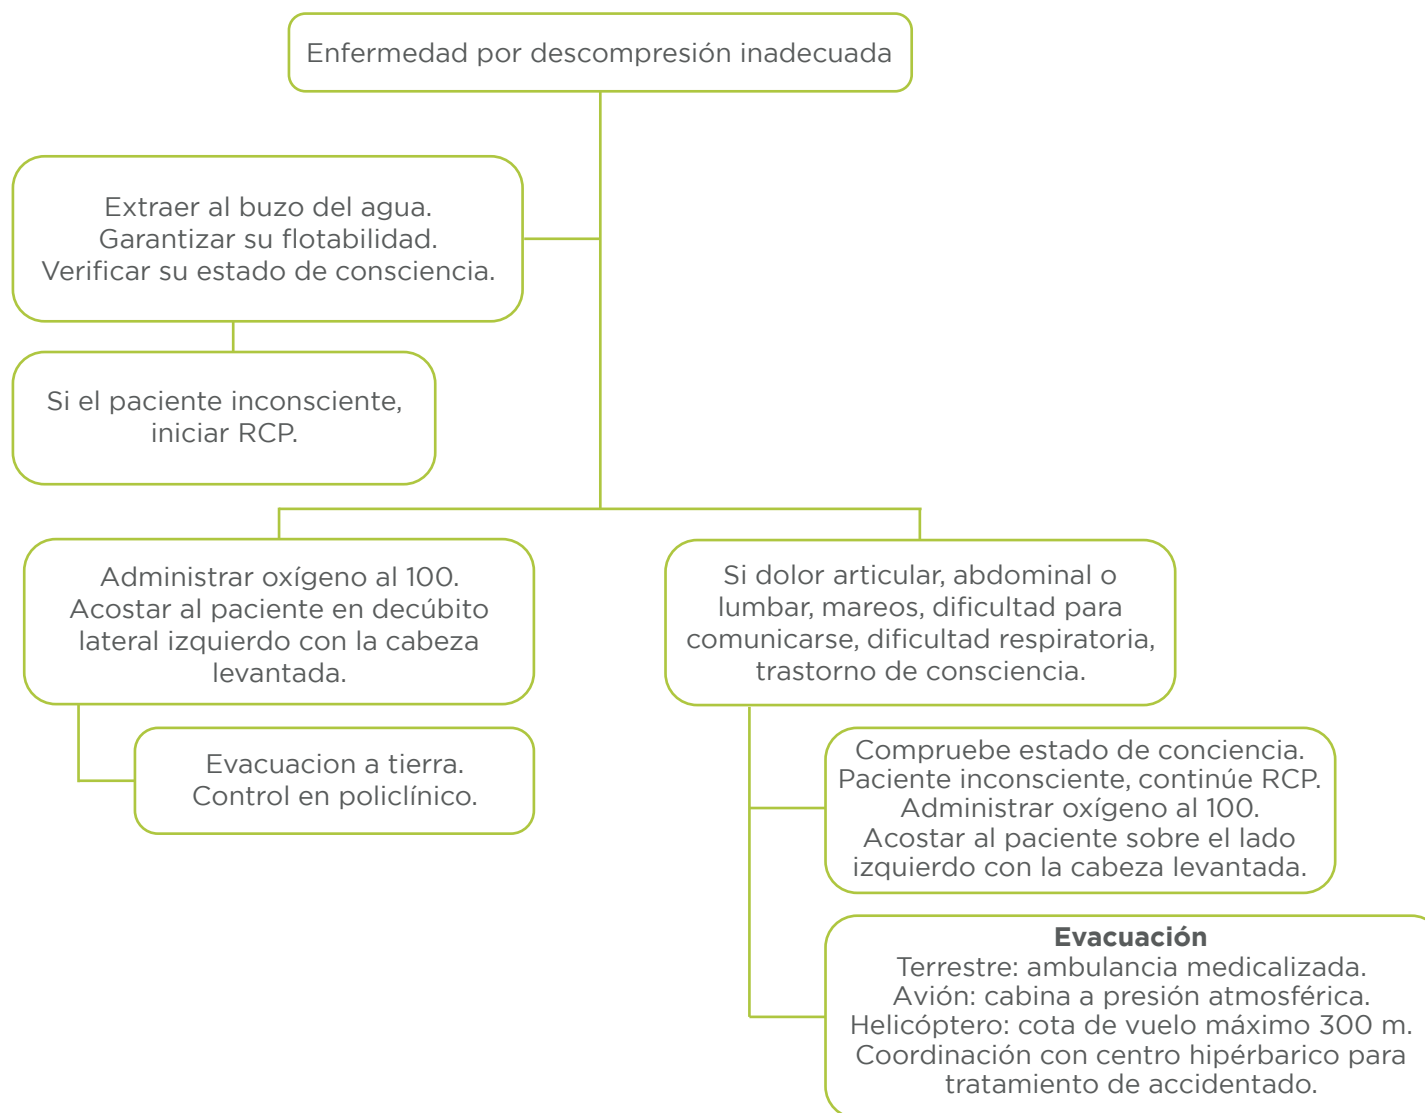 Enfermedad por descompresión inadecuada
Extraer al buzo del agua.
Garantizar su flotabilidad.
Verificar su estado de consciencia.
Si el paciente inconsciente,
iniciar RCP.
Administrar oxígeno al 100.
Acostar al paciente en decúbito
lateral izquierdo con la cabeza
levantada.
Evacuacion a tierra.
Control en policlínico.
Si dolor articular, abdominal o
lumbar, mareos, dificultad para
comunicarse, dificultad respiratoria,
trastorno de consciencia.
Compruebe estado de conciencia.
Paciente inconsciente, continúe RCP.
Administrar oxígeno al 100.
Acostar al paciente sobre el lado
izquierdo con la cabeza levantada.
Evacuación
Terrestre: ambulancia medicalizada.
Avión: cabina a presión atmosférica.
Helicóptero: cota de vuelo máximo 300 m.
Coordinación con centro hipérbarico para
tratamiento de accidentado.